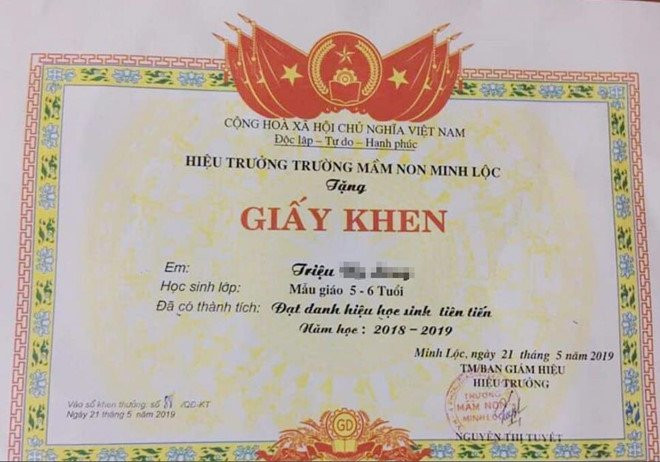 CỘNG HOÀ XÃ HỘI CHỦ NGHĨA VIỆT NAM
Độc lập – Tự do – Hạnh phúc
HIỆU TRƯỞNG TRƯỜNG MẦM NON MINH LỘC
Tặng
GIẤY KHEN
Em: Triệu
Học sinh lớp: Mẫu giáo 5 - 6 Tuổi
Đã có thành tích: Đạt danh hiệu học sinh tiên tiến
Năm học: 2018 - 2019
Minh Lộc, ngày 21 tháng 5 năm 2019
TM/BAN GIÁM HIỆU
HIỆU TRƯỞNG
TRƯỜNG
MẦM NON
MINH LỘC
Vào sổ khen thưởng: số /QĐ-KT
Ngày 21 tháng 5 năm 2019
NGUYỄN THỊ TUYẾT
GD